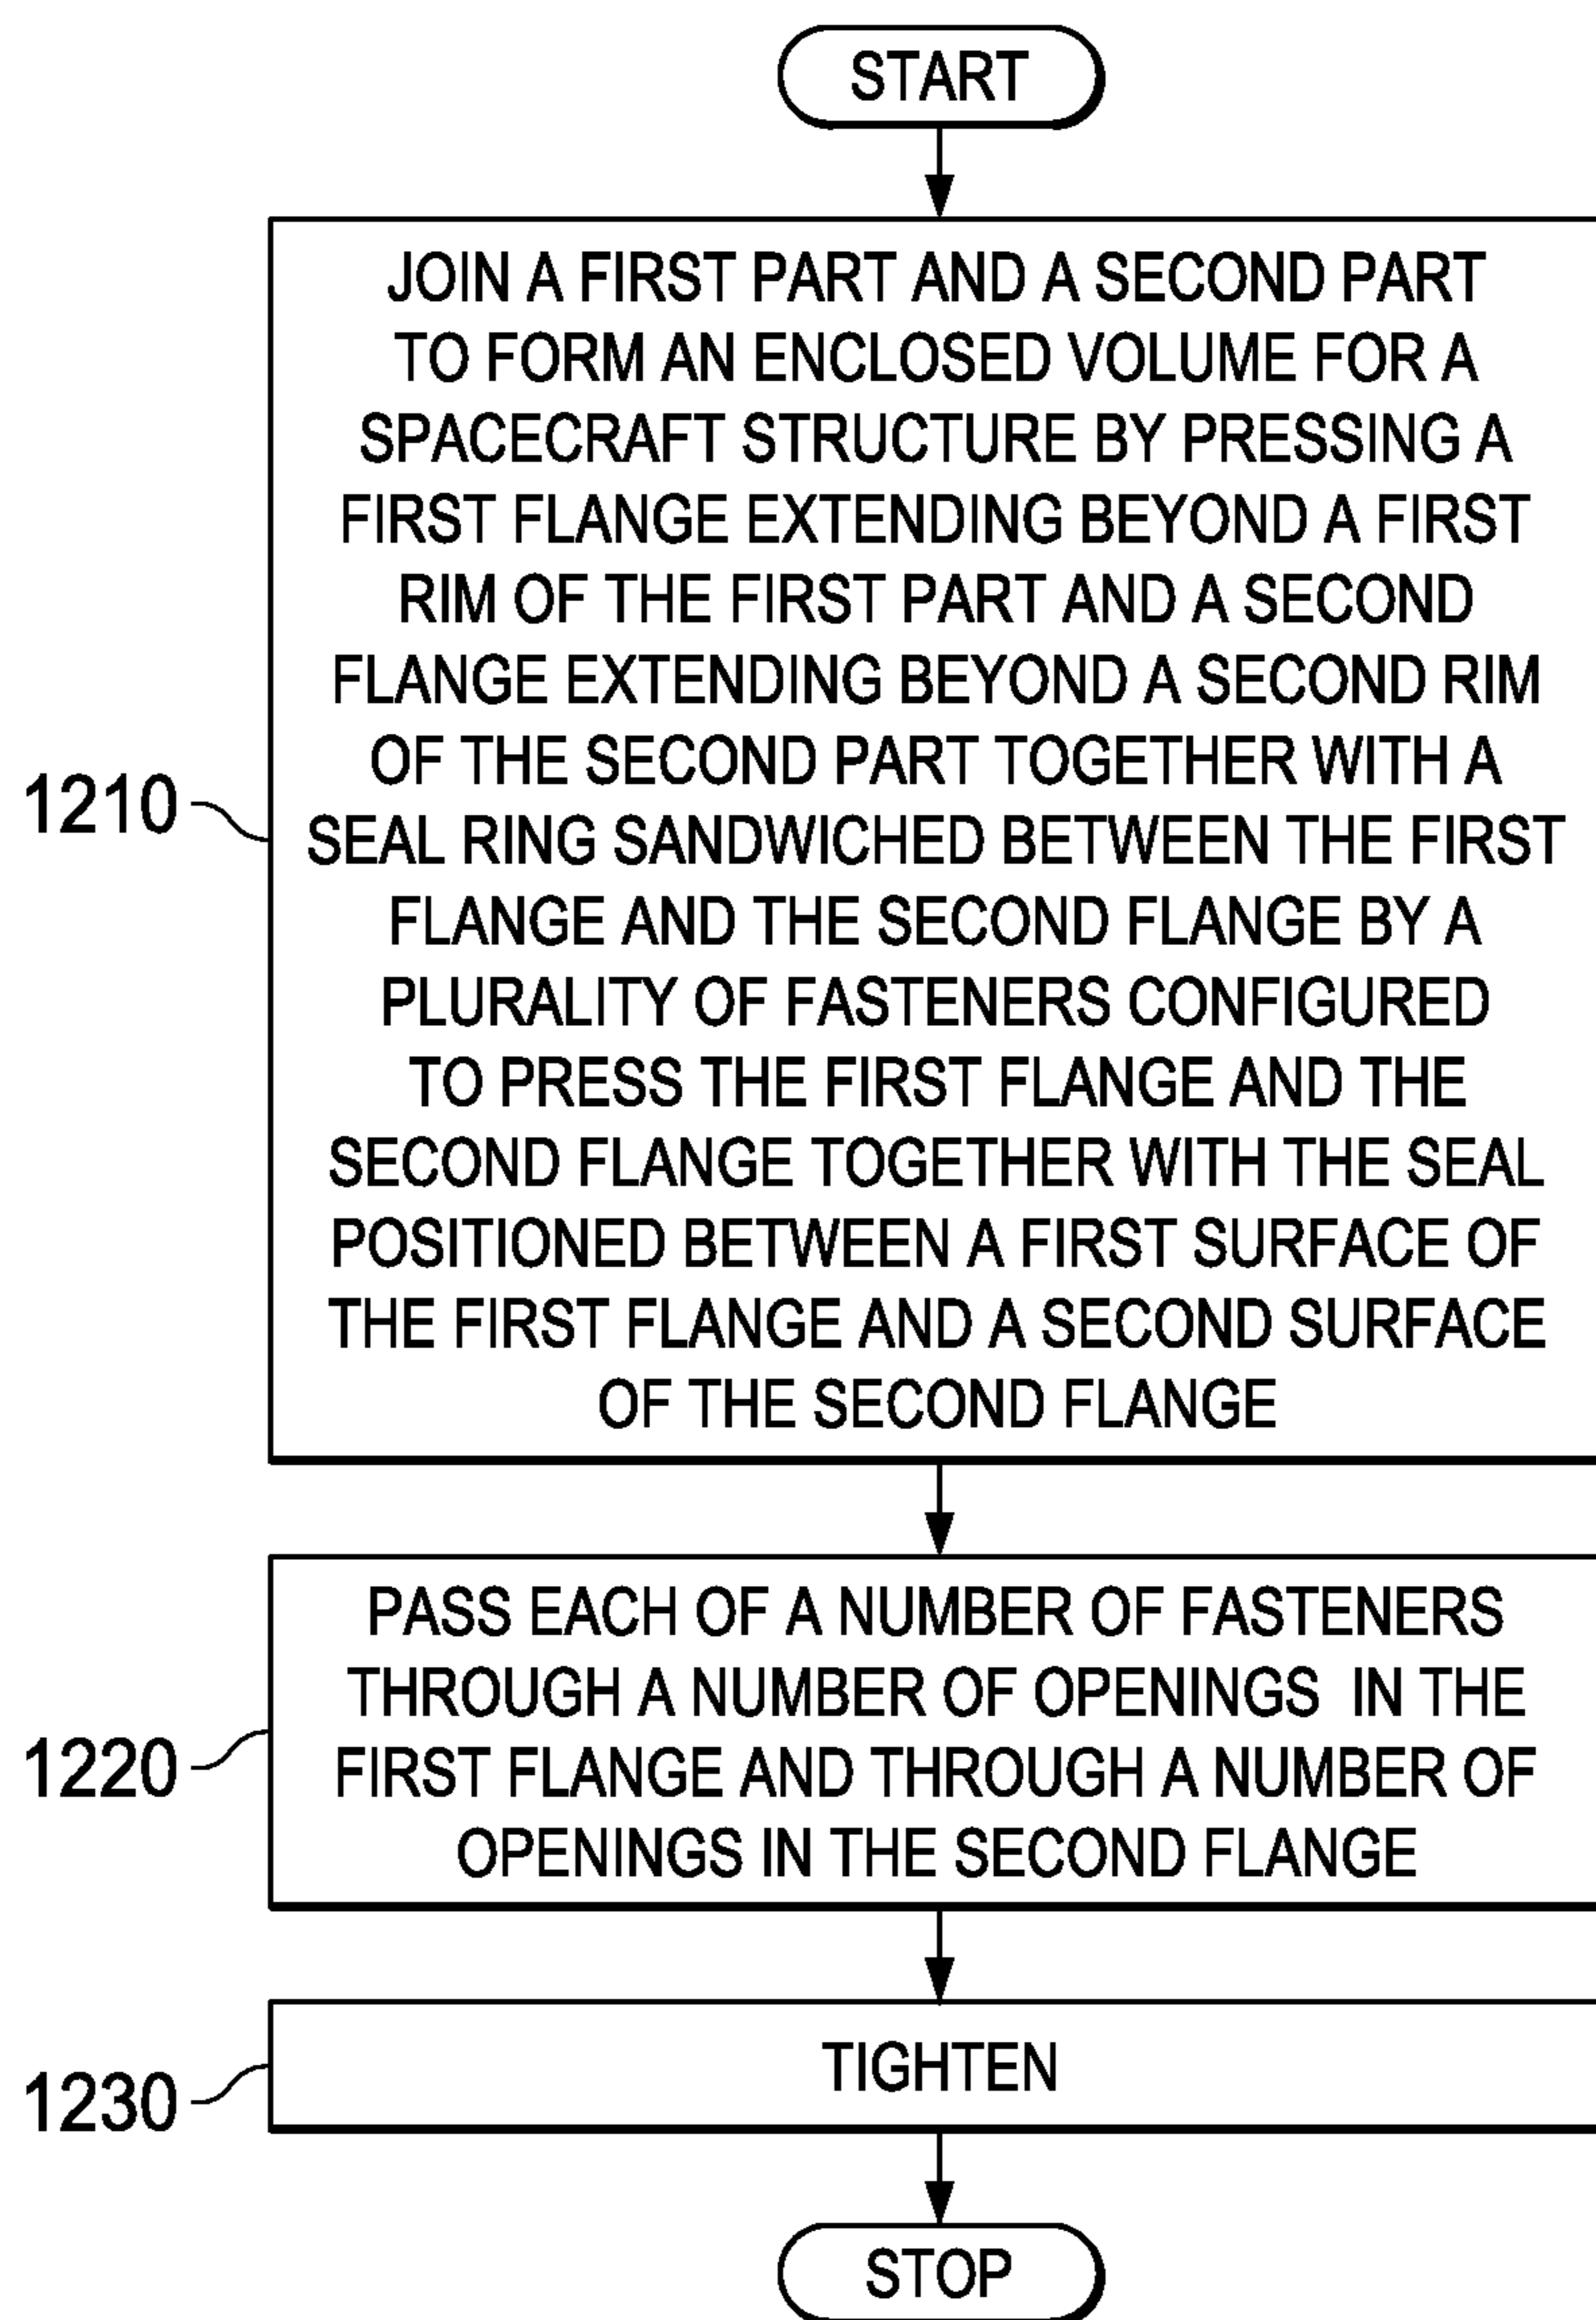 START
JOIN A FIRST PART AND A SECOND PART
TO FORM AN ENCLOSED VOLUME FOR A
SPACECRAFT STRUCTURE BY PRESSING A
FIRST FLANGE EXTENDING BEYOND A FIRST
RIM OF THE FIRST PART AND A SECOND
FLANGE EXTENDING BEYOND A SECOND RIM
OF THE SECOND PART TOGETHER WITH A
1210
SEAL RING SANDWICHED BETWEEN THE FIRST
FLANGE AND THE SECOND FLANGE BY A
PLURALITY OF FASTENERS CONFIGURED
TO PRESS THE FIRST FLANGE AND THE
SECOND FLANGE TOGETHER WITH THE SEAL
POSITIONED BETWEEN A FIRST SURFACE OF
THE FIRST FLANGE AND A SECOND SURFACE
OF THE SECOND FLANGE
PASS EACH OF A NUMBER OF FASTENERS
THROUGH A NUMBER OF OPENINGS IN THE
1220
FIRST FLANGE AND THROUGH A NUMBER OF
OPENINGS IN THE SECOND FLANGE
TIGHTEN
1230
STOP